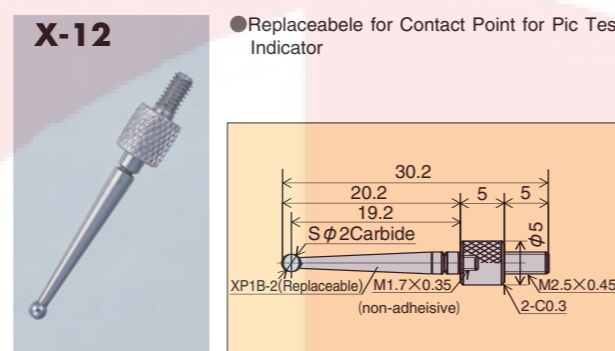 X-12
●Replaceabele for Contact Point for Pic Tes
Indicator
30.2
20.2
5
5
19.2
Sφ2Carbide
φ5
XP1B-2(Replaceable)
M1.7×0.35
M2.5×0.45
(non-adheisive)
2-C0.3